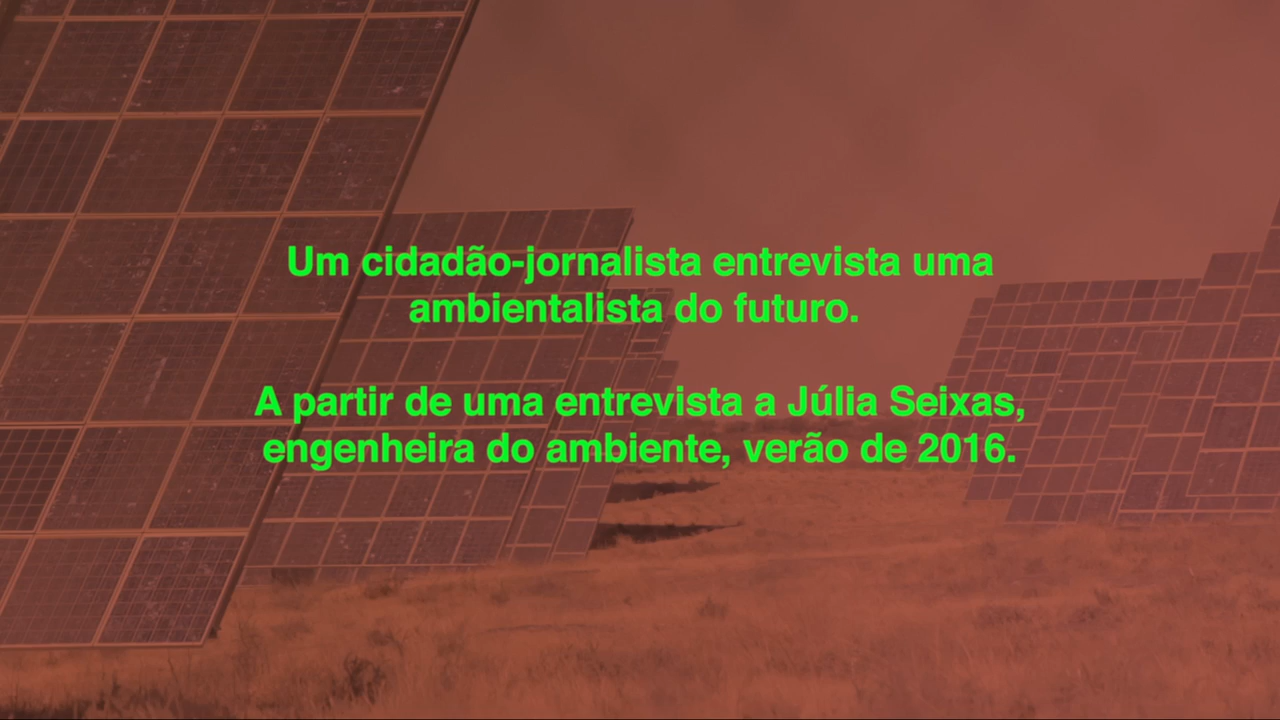 Um cidadão-jornalista entrevista uma
ambientalista do futuro.
A partir de uma entrevista a Júlia Seixas,
engenheira do ambiente, verão de 2016.